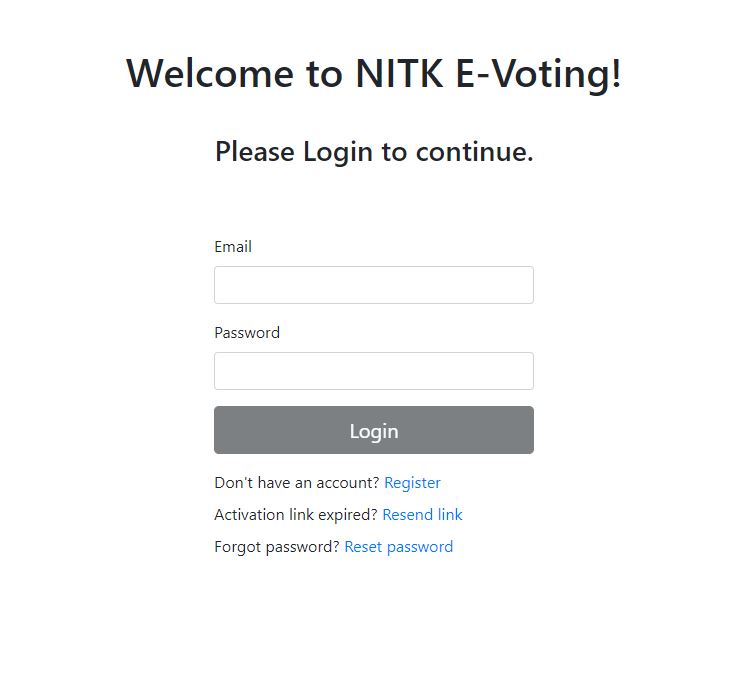 Welcome to NITK E-Voting!
Please Login to continue.
Email
Password
Login
Don't have an account? Register
Activation link expired? Resend link
Forgot password? Reset password